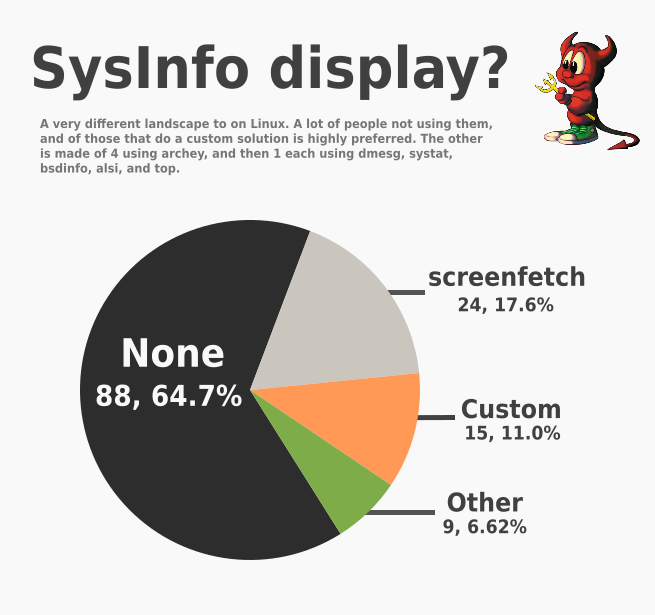 SysInfo display?
A very different landscape to on Linux. A lot of people not using them,
and of those that do a custom solution is highly preferred. The other
is made of 4 using archey, and then 1 each using dmesg, systat,
bsdinfo, alsi, and top.
screenfetch
24, 17.6%
None
88, 64.7%
Custom
15, 11.0%
Other
9, 6.62%